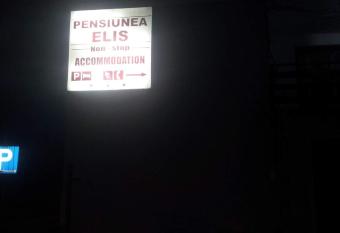 PENSIUNEA
ELIS
Non - stop
ACCOMMODATION
P
P